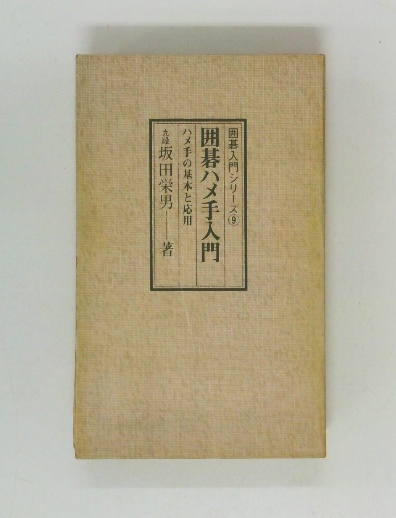 囲碁入門シリーズ⑨
囲碁ハメ手入門
ハメ手の基本と応用
九段 坂田栄男——著